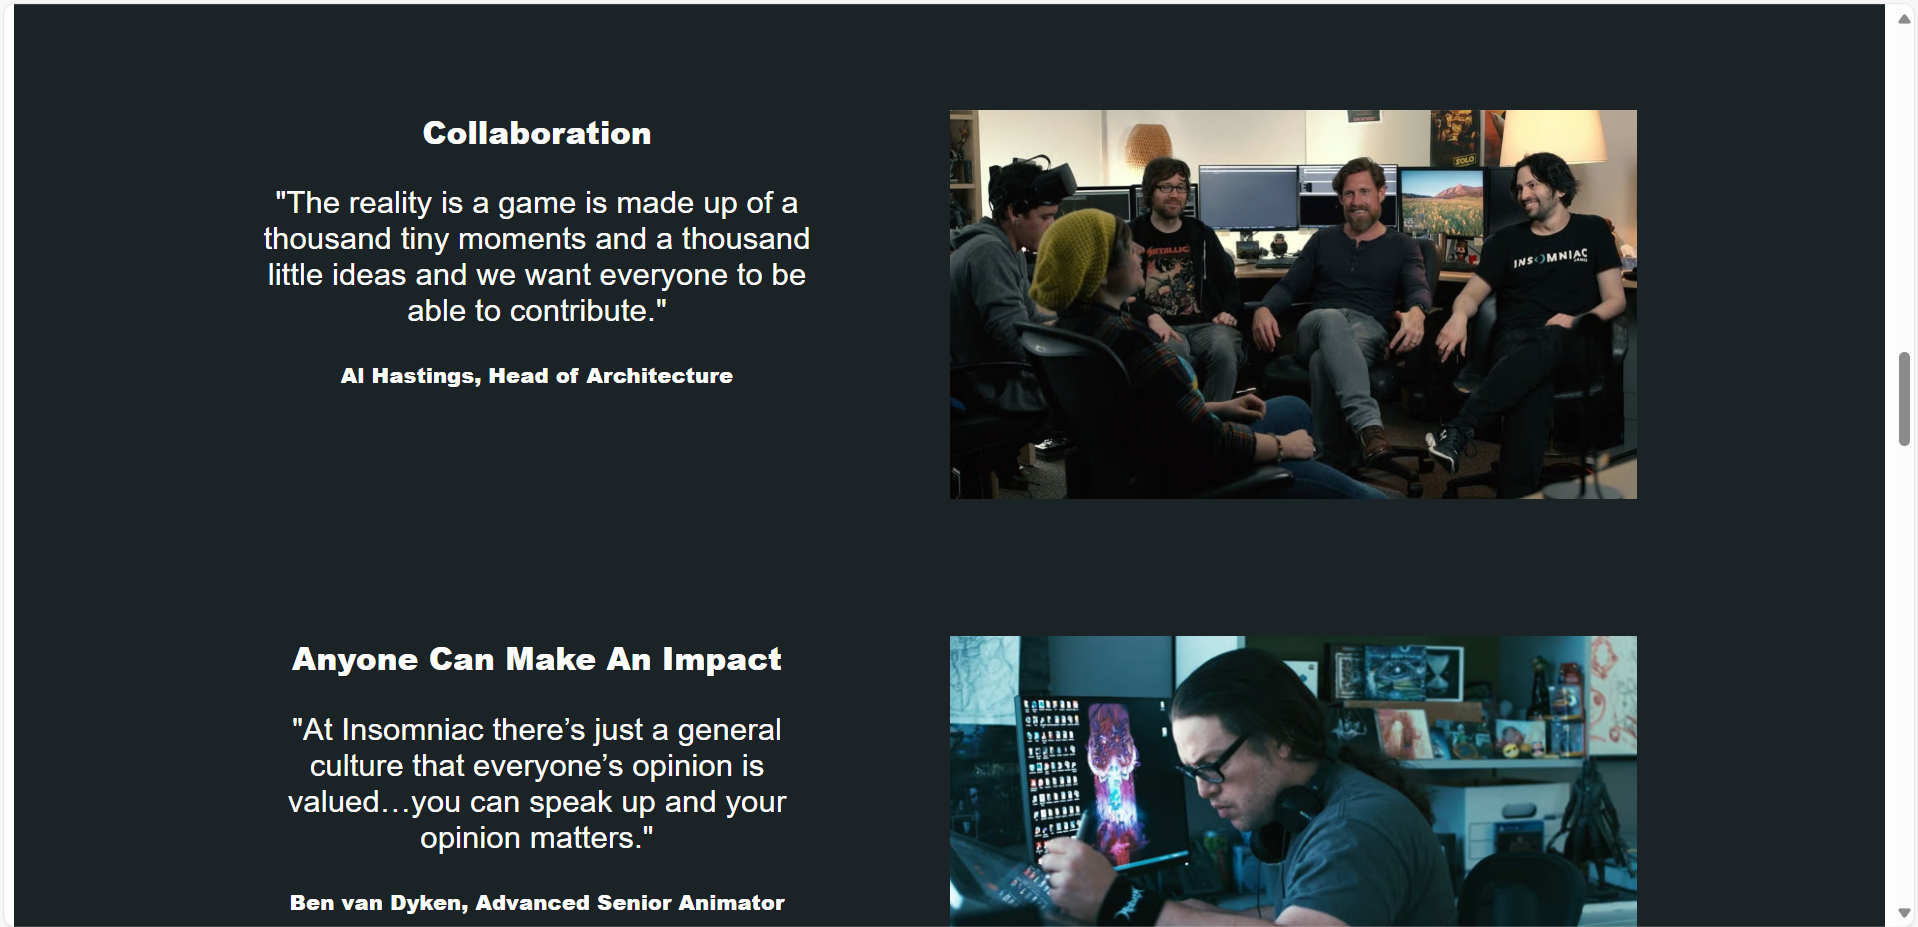 Collaboration
"The reality is a game is made up of a
thousand tiny moments and a thousand
little ideas and we want everyone to be
able to contribute."
Al Hastings, Head of Architecture
SOLO
METALLICA
INSOMNIAC
GAMES
Anyone Can Make An Impact
"At Insomniac there’s just a general
culture that everyone’s opinion is
valued…you can speak up and your
opinion matters."
Ben van Dyken, Advanced Senior Animator